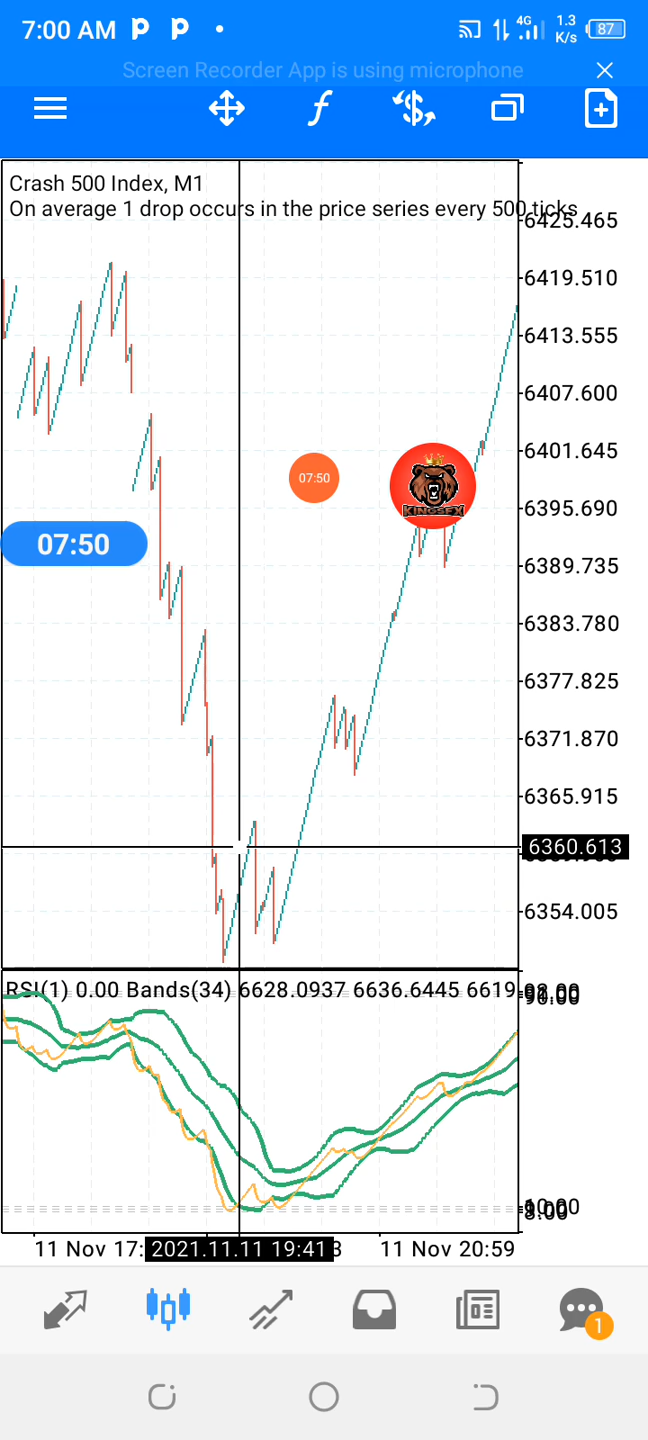 7:00 AM
4G
1.3
K/s
87
Screen Recorder App is using microphone
Crash 500 Index, M1
On average 1 drop occurs in the price series every 500 ticks
6425.465
6419.510
6413.555
6407.600
6401.645
07:50
KINGSFX
6395.690
07:50
6389.735
6383.780
6377.825
6371.870
6365.915
6360.613
6354.005
RSI(1) 0.00 Bands(34) 6628.0937 6636.6445 6619
11 Nov 17:
2021.11.11 19:41
3
11 Nov 20:59
1